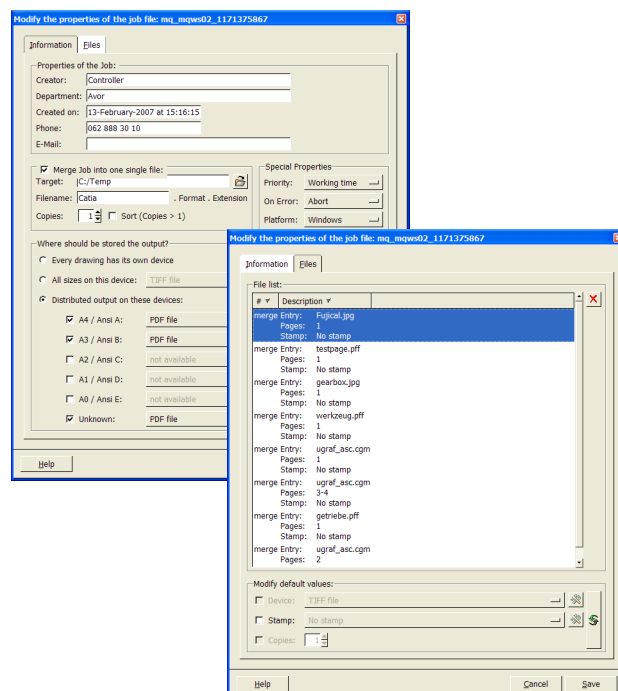 Modify the properties of the job file: mq_mqws02_1171375867
Information Files
Properties of the Job:
Creator: Controller
Department: Avor
Created on: 13-February-2007 at 15:16:15
Phone: 062 888 30 10
E-Mail:
Merge Job into one single file:
Target: C:/Temp
Filename: Catia . Format . Extension
Copies: 1 Sort (Copies > 1)
Special Properties
Priority: Working time
On Error: Abort
Platform: Windows
Where should be stored the output?
Every drawing has its own device
All sizes on this device: TIFF file
Distributed output on these devices:
A4 / Ansi A: PDF file
A3 / Ansi B: PDF file
A2 / Ansi C: not available
A1 / Ansi D: not available
A0 / Ansi E: not available
Unknown: PDF file
Help
Modify the properties of the job file: mq_mqws02_1171375867
Information Files
File list:
# Description
merge Entry: Fujical.jpg
Pages: 1
Stamp: No stamp
merge Entry: testpage.pff
Pages: 1
Stamp: No stamp
merge Entry: gearbox.jpg
Pages: 1
Stamp: No stamp
merge Entry: werkzeug.pff
Pages: 1
Stamp: No stamp
merge Entry: ugraf_asc.cgm
Pages: 1
Stamp: No stamp
merge Entry: ugraf_asc.cgm
Pages: 3-4
Stamp: No stamp
merge Entry: getriebe.pff
Pages: 1
Stamp: No stamp
merge Entry: ugraf_asc.cgm
Pages: 2
Modify default values:
Device: TIFF file
Stamp: No stamp
Copies: 1
Help Cancel Save